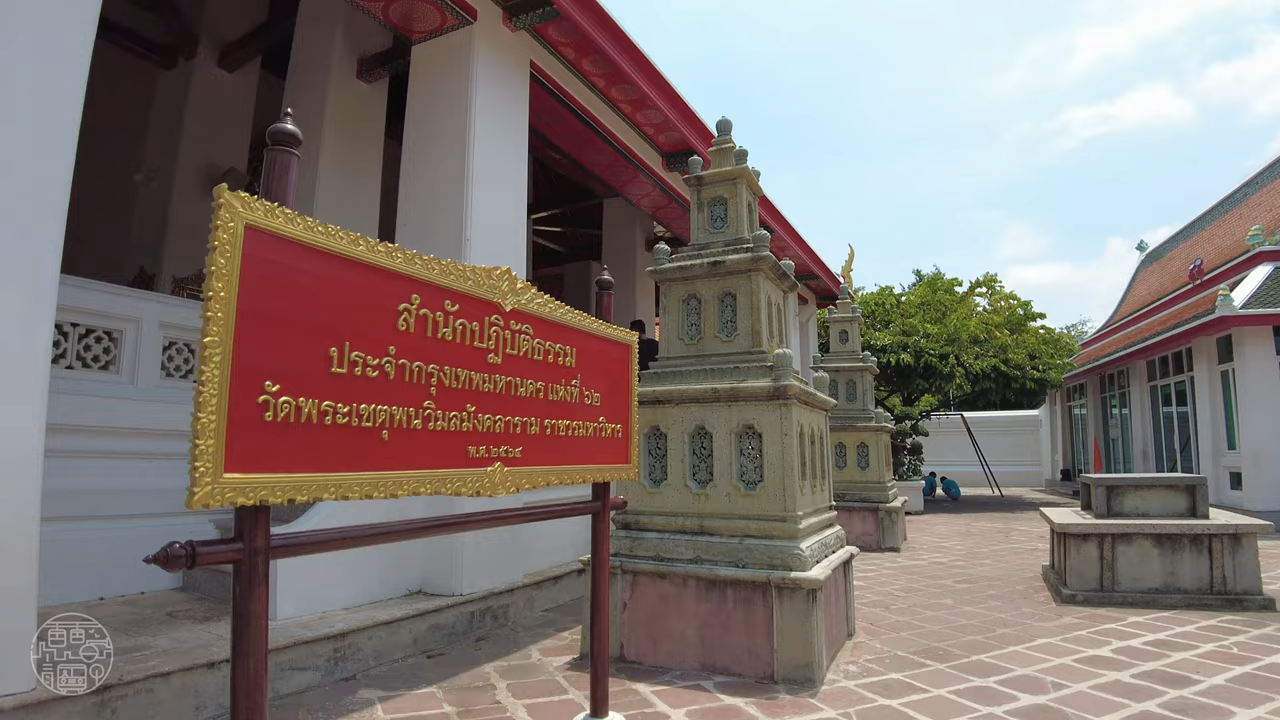 สำนักปฏิบัติธรรม
ประจำกรุงเทพมหานคร แห่งที่ ๖๒
วัดพระเชตุพนวิมลมังคลาราม ราชวรมหาวิหาร
พ.ศ. ๒๕๖๔